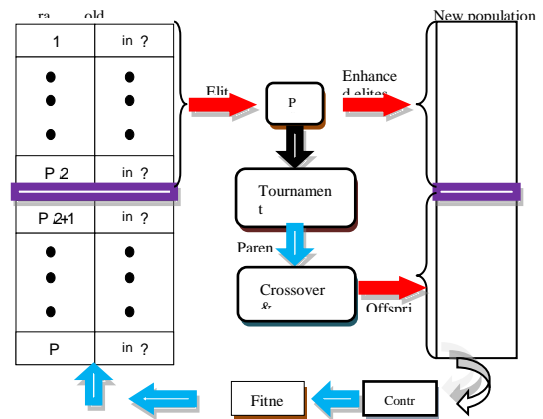 ra old New population
1 in ?
P.2 in ?
P.2+1 in ?
P in ?
Elit
P
Enhance
d elites
Tournamen
t
Paren
Crossover
&
Offspri
Fitne
Contr